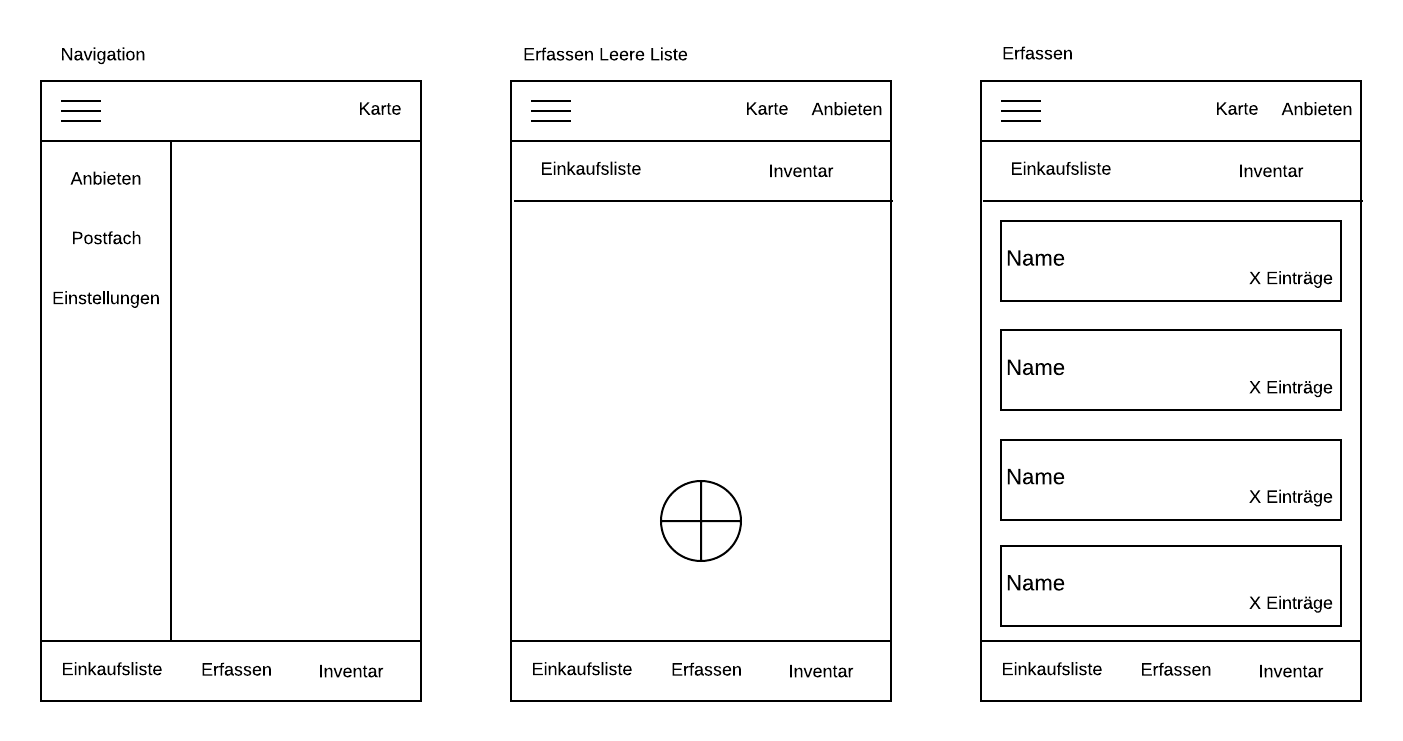 Navigation
Karte
Anbieten
Postfach
Einstellungen
Einkaufsliste Erfassen Inventar
Erfassen Leere Liste
Karte Anbieten
Einkaufsliste Inventar
Einkaufsliste Erfassen Inventar
Erfassen
Karte Anbieten
Einkaufsliste Inventar
Name
X Einträge
Name
X Einträge
Name
X Einträge
Name
X Einträge
Einkaufsliste Erfassen Inventar